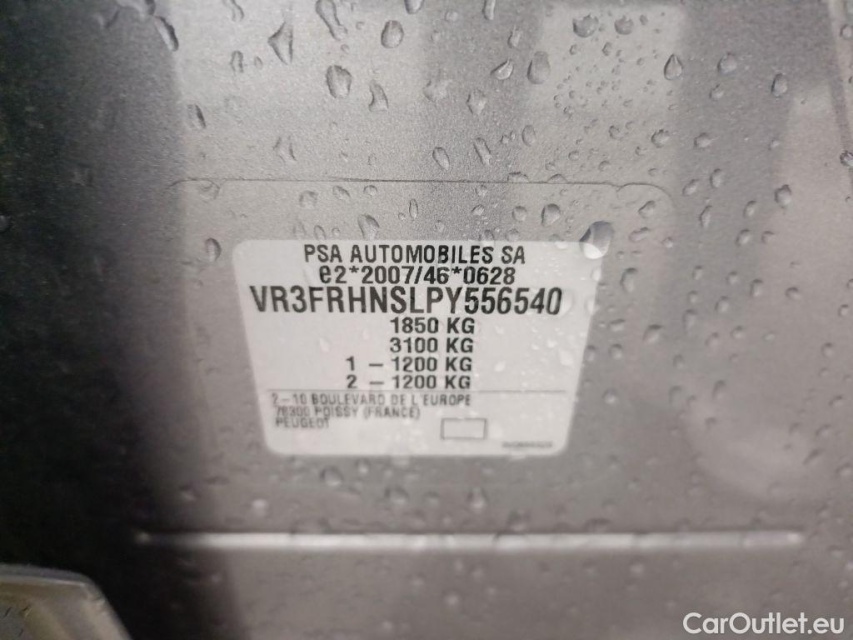 PSA AUTOMOBILES SA
e2*2007/46*0628
VR3FRHNSLPY556540
1850 KG
3100 KG
1 – 1200 KG
2 – 1200 KG
2–10 BOULEVARD DE L'EUROPE
78300 POISSY (FRANCE)
PEUGEOT
CarOutlet.eu